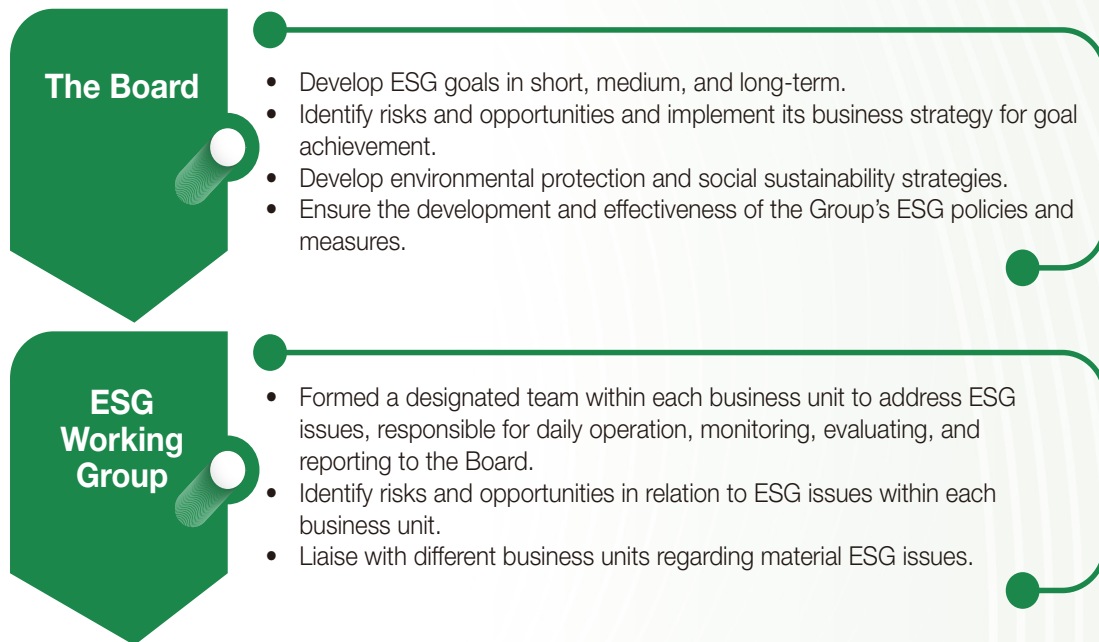 The Board
• Develop ESG goals in short, medium, and long-term.
• Identify risks and opportunities and implement its business strategy for goal
achievement.
• Develop environmental protection and social sustainability strategies.
• Ensure the development and effectiveness of the Group’s ESG policies and
measures.
ESG
Working
Group
• Formed a designated team within each business unit to address ESG
issues, responsible for daily operation, monitoring, evaluating, and
reporting to the Board.
• Identify risks and opportunities in relation to ESG issues within each
business unit.
• Liaise with different business units regarding material ESG issues.